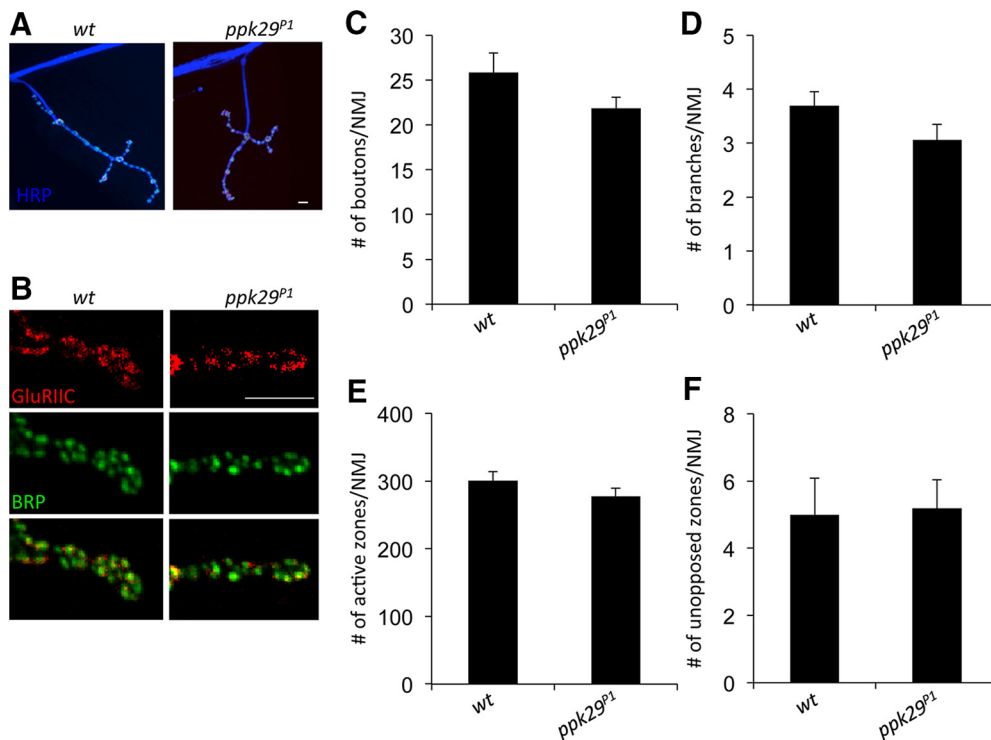 A
wt
ppk29P1
HRP
B
wt
ppk29P1
GluRIIC
BRP
C
# of boutons/NMJ
30
25
20
15
10
5
0
wt
ppk29P1
D
# of branches/NMJ
5
4
3
2
1
0
wt
ppk29P1
E
# of active zones/NMJ
400
300
200
100
0
wt
ppk29P1
F
# of unopposed zones/NMJ
8
6
4
2
0
wt
ppk29P1